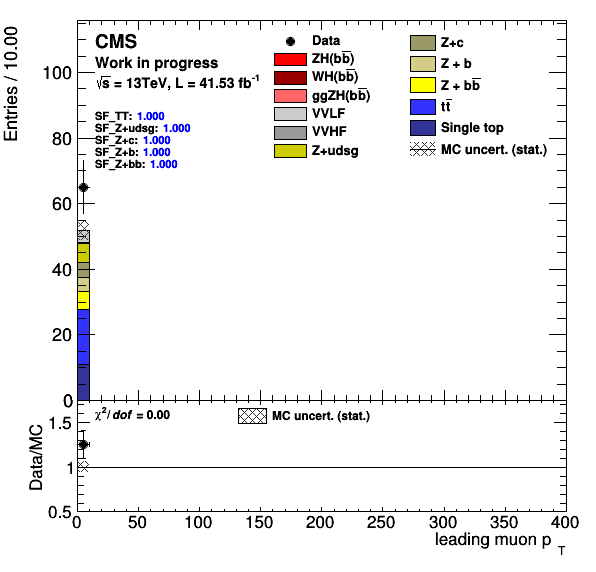 CMS
Work in progress
√s = 13TeV, L = 41.53 fb⁻¹
SF_TT: 1.000
SF_Z+udsg: 1.000
SF_Z+c: 1.000
SF_Z+b: 1.000
SF_Z+bb: 1.000
Data
ZH(bb̅)
WH(bb̅)
ggZH(bb̅)
VVLF
VVHF
Z+udsg
Z+c
Z + b
Z + bb̅
tt̅
Single top
MC uncert. (stat.)
Entries / 10.00
100
80
60
40
20
0
χ²/dof = 0.00
MC uncert. (stat.)
Data/MC
1.5
1
0.5
0 50 100 150 200 250 300 350 400
leading muon p_T